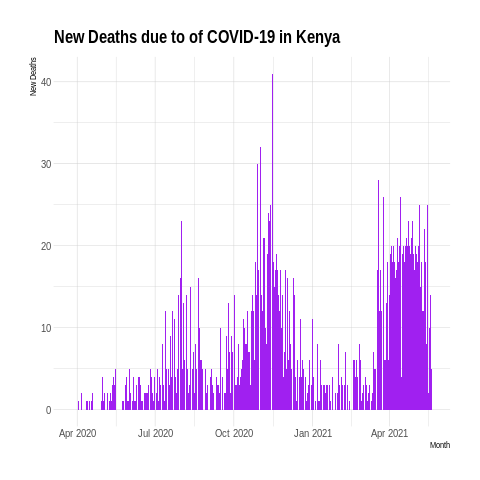 New Deaths due to of COVID-19 in Kenya
New Deaths
40
30
20
10
0
Apr 2020 Jul 2020 Oct 2020 Jan 2021 Apr 2021
Month